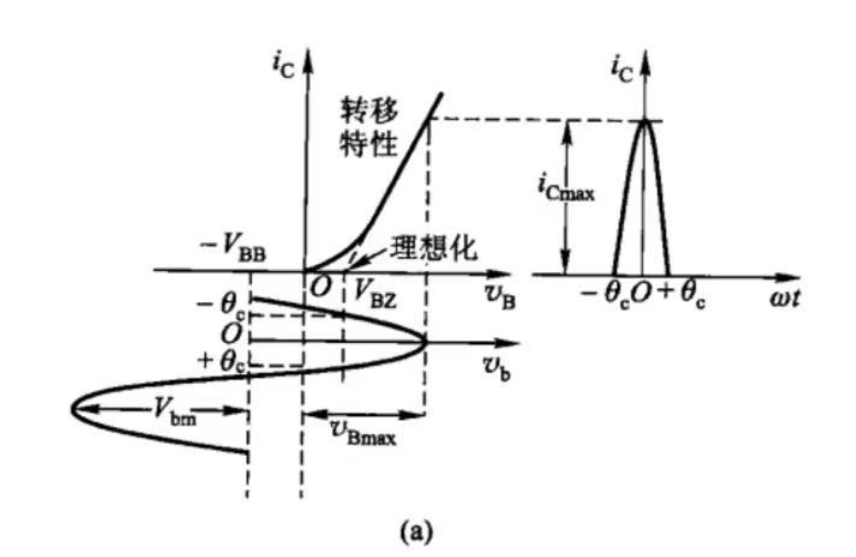 i_C
转移
特性
i_C
i_Cmax
-V_BB
理想化
O
V_BZ
v_B
-θ_c
O
+θ_c
v_b
-θ_c O +θ_c
ωt
V_bm
v_Bmax
(a)